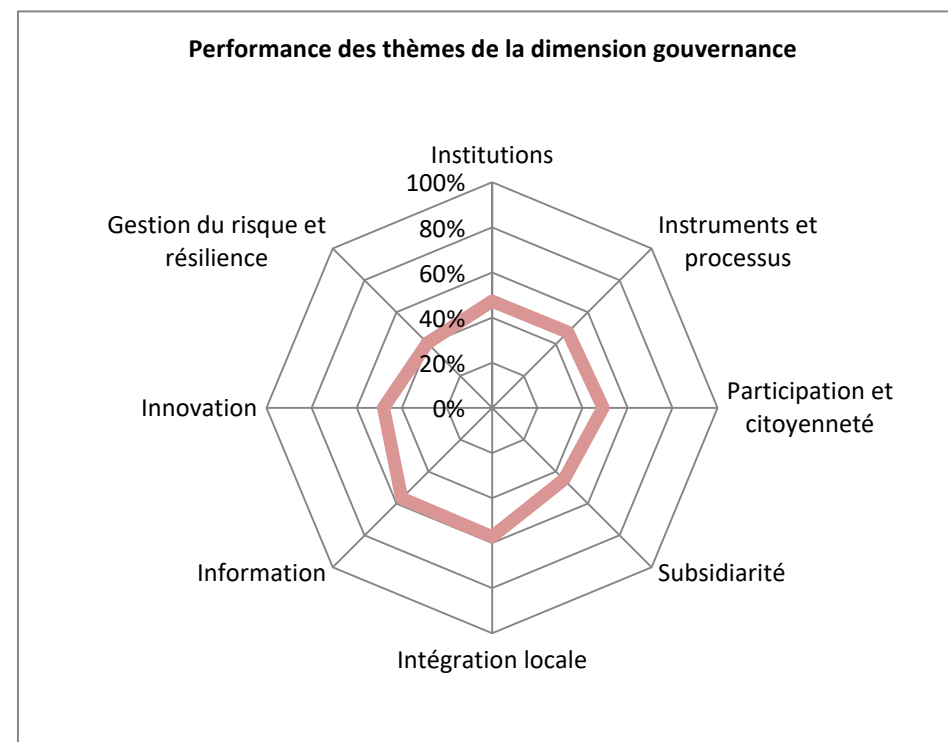 Performance des thèmes de la dimension gouvernance
Institutions
100%
80%
60%
40%
20%
0%
Instruments et
processus
Participation et
citoyenneté
Subsidiarité
Intégration locale
Information
Innovation
Gestion du risque et
résilience